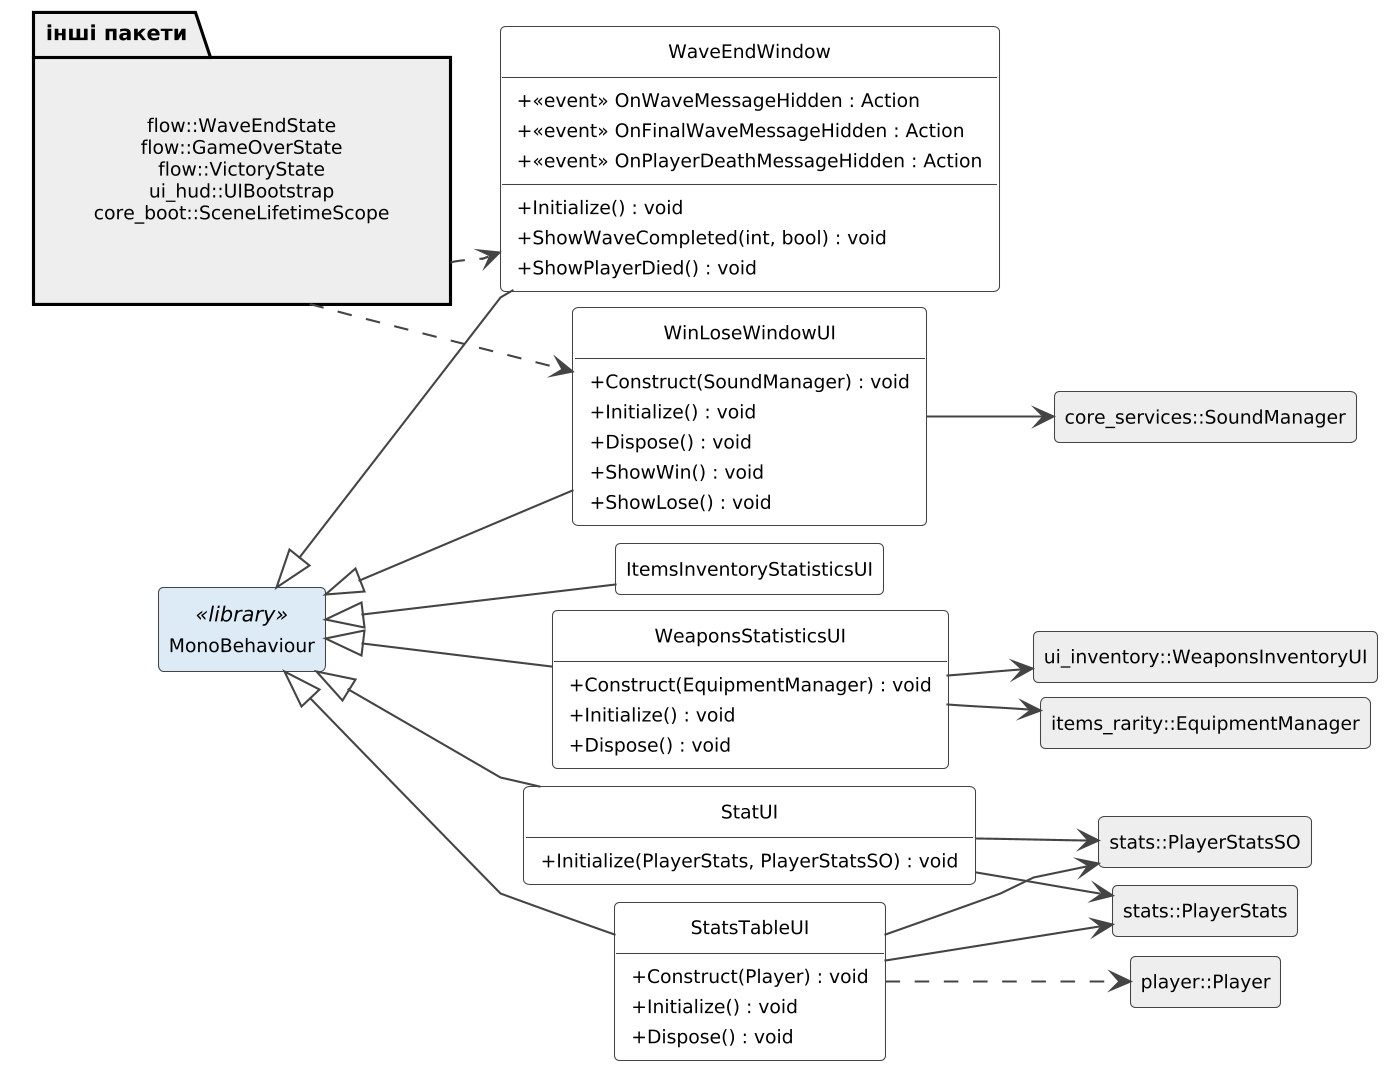 інші пакети
flow::WaveEndState
flow::GameOverState
flow::VictoryState
ui_hud::UIBootstrap
core_boot::SceneLifetimeScope
WaveEndWindow
+«event» OnWaveMessageHidden : Action
+«event» OnFinalWaveMessageHidden : Action
+«event» OnPlayerDeathMessageHidden : Action
+Initialize() : void
+ShowWaveCompleted(int, bool) : void
+ShowPlayerDied() : void
WinLoseWindowUI
+Construct(SoundManager) : void
+Initialize() : void
+Dispose() : void
+ShowWin() : void
+ShowLose() : void
core_services::SoundManager
ItemsInventoryStatisticsUI
«library»
MonoBehaviour
WeaponsStatisticsUI
+Construct(EquipmentManager) : void
+Initialize() : void
+Dispose() : void
ui_inventory::WeaponsInventoryUI
items_rarity::EquipmentManager
StatUI
+Initialize(PlayerStats, PlayerStatsSO) : void
stats::PlayerStatsSO
stats::PlayerStats
StatsTableUI
+Construct(Player) : void
+Initialize() : void
+Dispose() : void
player::Player